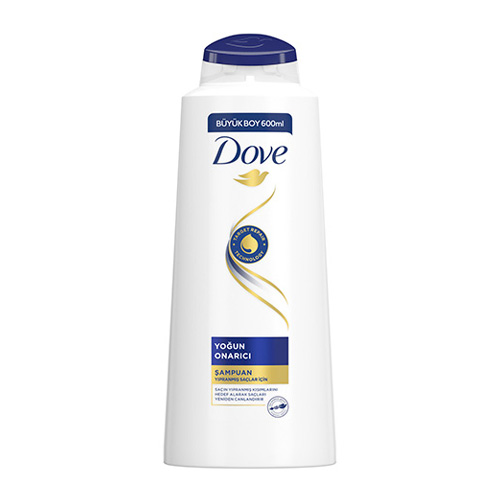 BÜYÜK BOY 600ml
Dove
TARGET REPAIR
TECHNOLOGY
YOĞUN
ONARICI
ŞAMPUAN
YIPRANMIŞ SAÇLAR İÇİN
SAÇIN YIPRANMIŞ KISIMLARINI
HEDEF ALARAK SAÇLARI
YENİDEN CANLANDIRIR